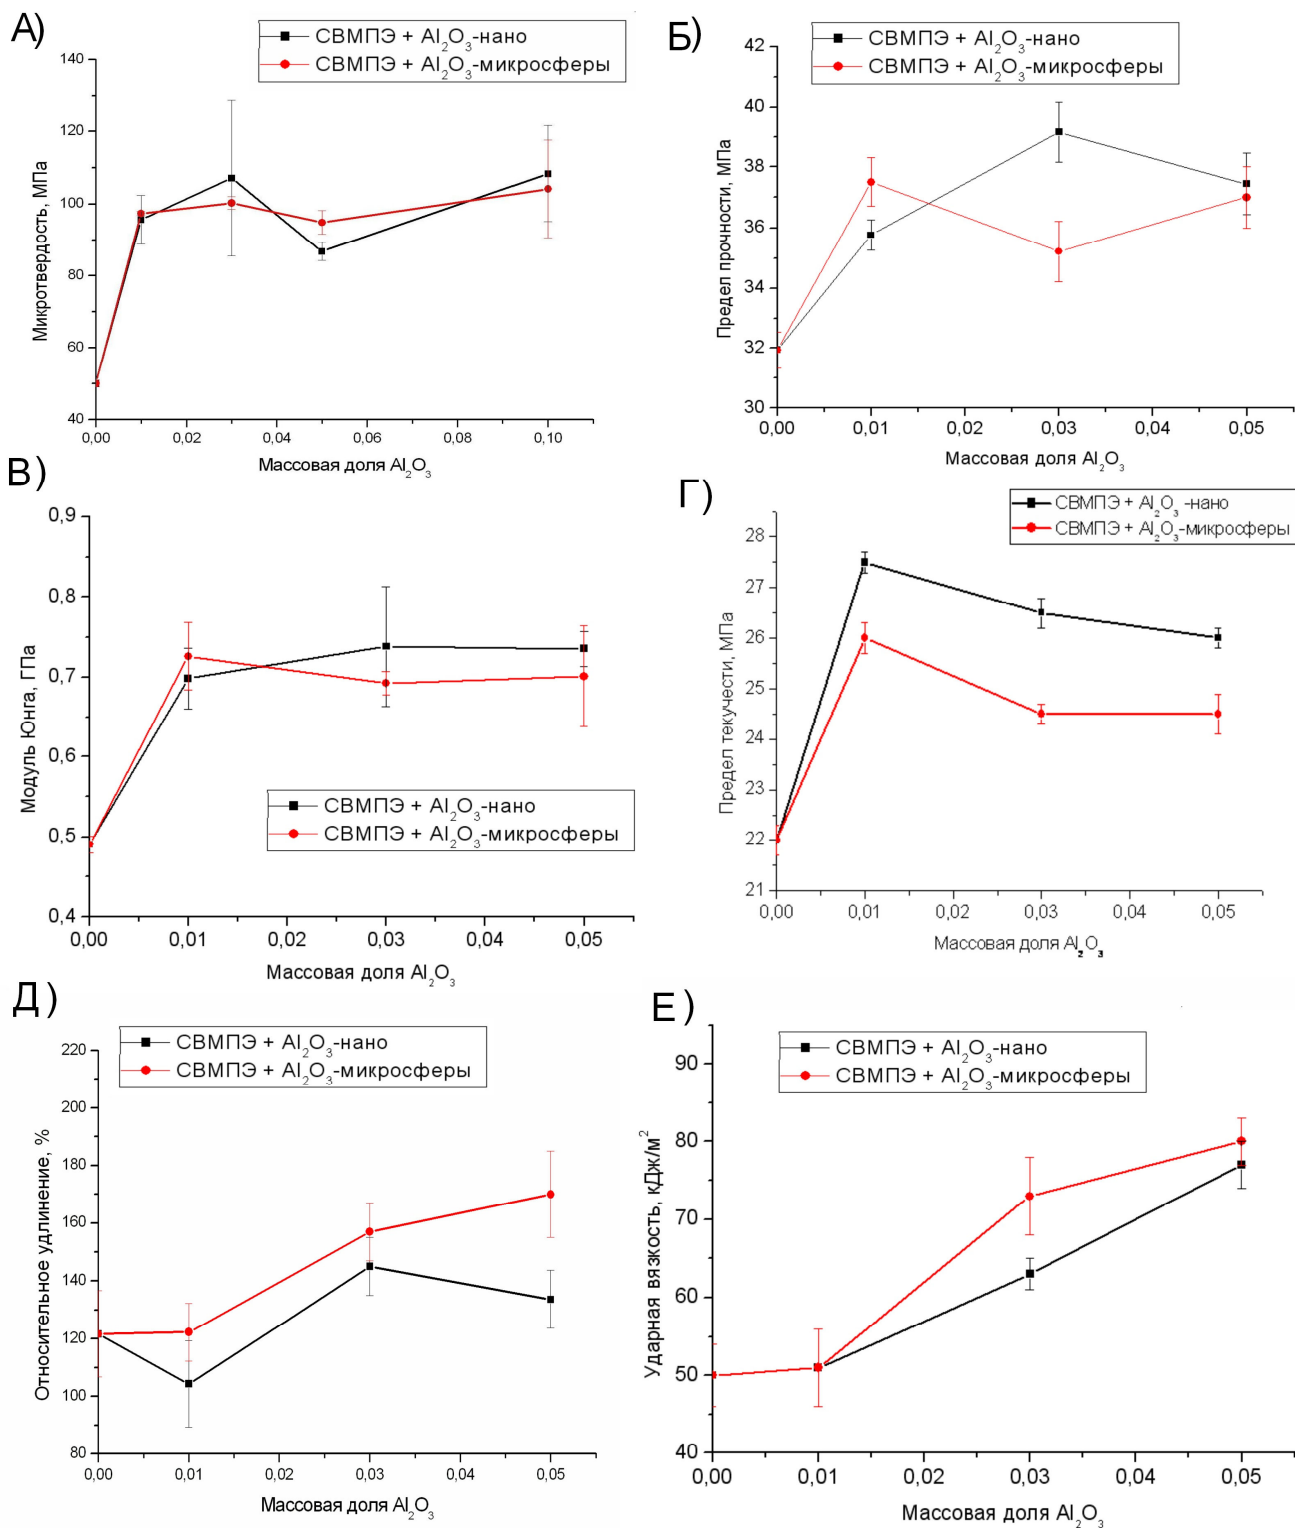 А)
СВМПЭ + Al₂O₃-нано
СВМПЭ + Al₂O₃-микросферы
Микротвердость, МПа
140
120
100
80
60
40
0,00 0,02 0,04 0,06 0,08 0,10
Массовая доля Al₂O₃
Б)
СВМПЭ + Al₂O₃-нано
СВМПЭ + Al₂O₃-микросферы
Предел прочности, МПа
42
40
38
36
34
32
30
0,00 0,01 0,02 0,03 0,04 0,05
Массовая доля Al₂O₃
В)
Модуль Юнга, ГПа
0,9
0,8
0,7
0,6
0,5
0,4
СВМПЭ + Al₂O₃-нано
СВМПЭ + Al₂O₃-микросферы
0,00 0,01 0,02 0,03 0,04 0,05
Массовая доля Al₂O₃
Г)
СВМПЭ + Al₂O₃ -нано
СВМПЭ + Al₂O₃-микросферы
Предел текучести, МПа
28
27
26
25
24
23
22
21
0,00 0,01 0,02 0,03 0,04 0,05
Массовая доля Al₂O₃
Д)
СВМПЭ + Al₂O₃-нано
СВМПЭ + Al₂O₃-микросферы
Относительное удлинение, %
220
200
180
160
140
120
100
80
0,00 0,01 0,02 0,03 0,04 0,05
Массовая доля Al₂O₃
Е)
СВМПЭ + Al₂O₃-нано
СВМПЭ + Al₂O₃-микросферы
Ударная вязкость, кДж/м²
90
80
70
60
50
40
0,00 0,01 0,02 0,03 0,04 0,05
Массовая доля Al₂O₃